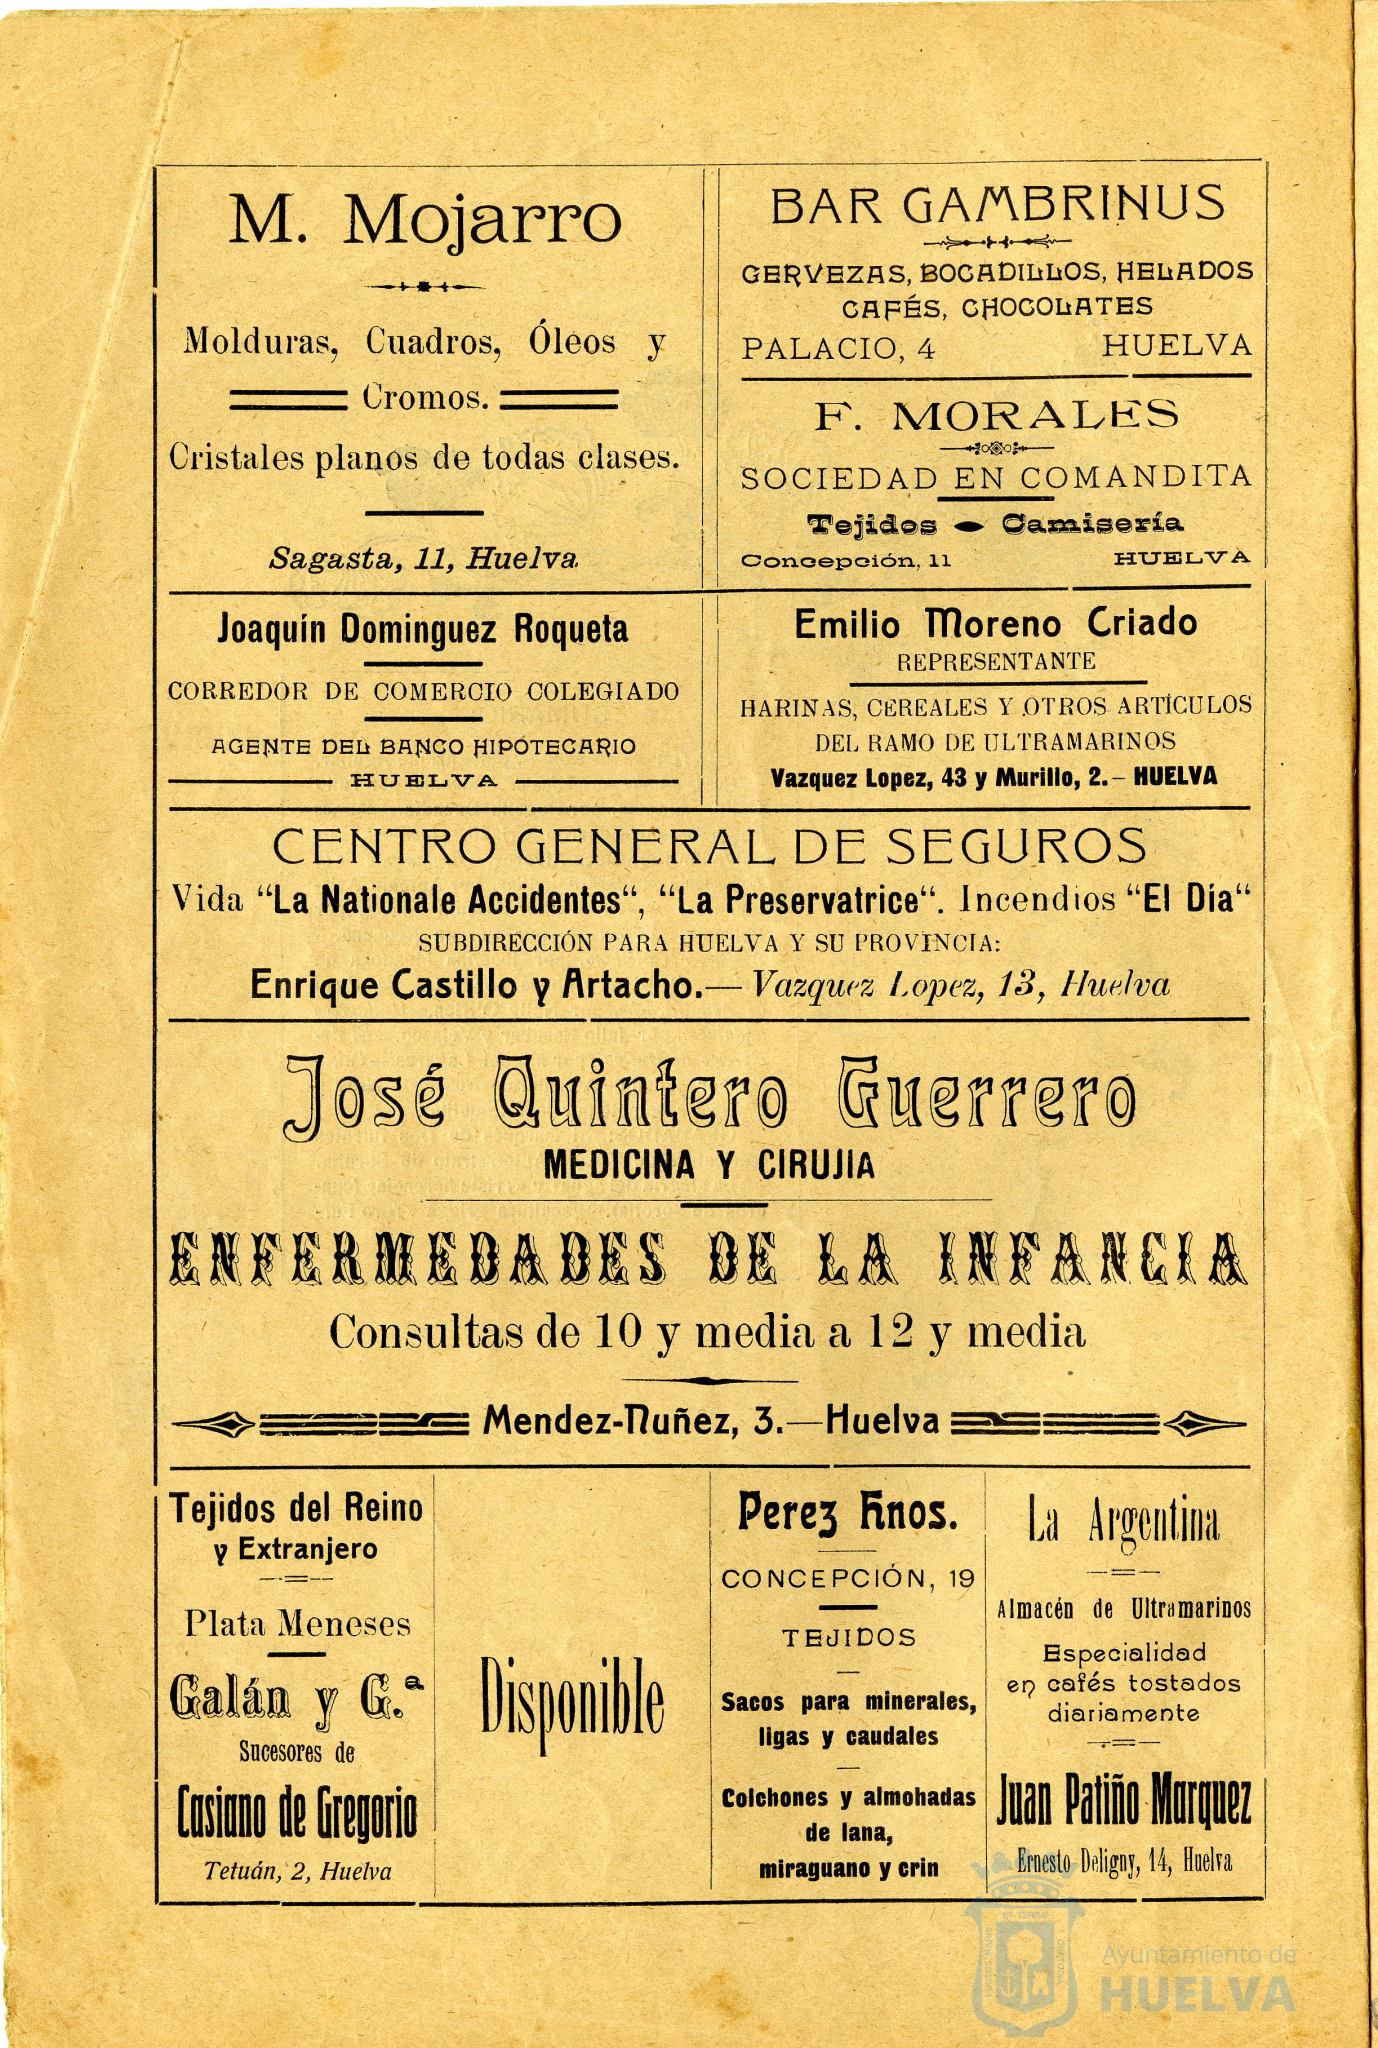 M. Mojarro
Molduras, Cuadros, Óleos y
Cromos.
Cristales planos de todas clases.
Sagasta, 11, Huelva
BAR GAMBRINUS
CERVEZAS, BOCADILLOS, HELADOS
CAFÉS, CHOCOLATES
PALACIO, 4 HUELVA
F. MORALES
SOCIEDAD EN COMANDITA
Tejidos - Camisería
Concepción, 11 HUELVA
Joaquín Dominguez Roqueta
CORREDOR DE COMERCIO COLEGIADO
AGENTE DEL BANCO HIPOTECARIO
HUELVA
Emilio Moreno Criado
REPRESENTANTE
HARINAS, CEREALES Y OTROS ARTÍCULOS
DEL RAMO DE ULTRAMARINOS
Vazquez Lopez, 43 y Murillo, 2.- HUELVA
CENTRO GENERAL DE SEGUROS
Vida "La Nationale Accidentes", "La Preservatrice". Incendios "El Día"
SUBDIRECCIÓN PARA HUELVA Y SU PROVINCIA:
Enrique Castillo y Artacho.— Vazquez Lopez, 13, Huelva
José Quintero Guerrero
MEDICINA Y CIRUJIA
ENFERMEDADES DE LA INFANCIA
Consultas de 10 y media a 12 y media
Mendez-Nuñez, 3.—Huelva
Tejidos del Reino
y Extranjero
Plata Meneses
Galán y C.ª
Sucesores de
Casiano de Gregorio
Tetuán, 2, Huelva
Disponible
Perez Hnos.
CONCEPCIÓN, 19
TEJIDOS
Sacos para minerales,
ligas y caudales
Colchones y almohadas
de lana,
miraguano y crin
La Argentina
Almacén de Ultramarinos
Especialidad
en cafés tostados
diariamente
Juan Patiño Marquez
Ernesto Deligny, 14, Huelva
Ayuntamiento de
HUELVA